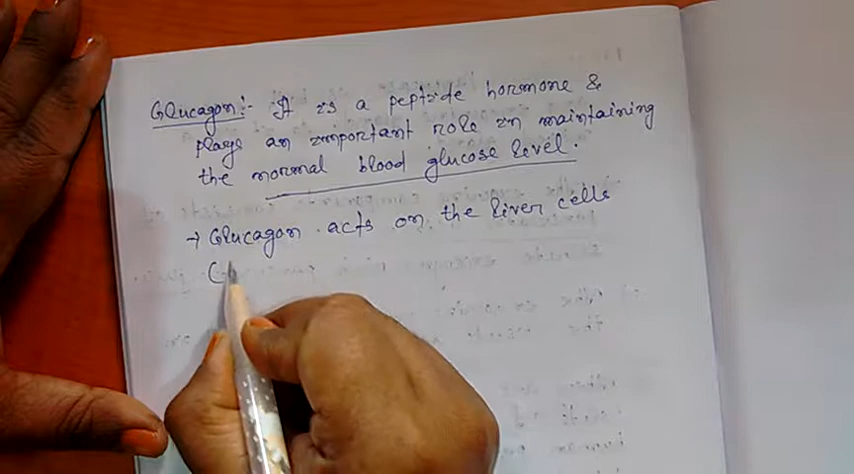 Glucagon:- It is a peptide hormone &
plays an important role in maintaining
the normal blood glucose level.
→ Glucagon acts on the liver cells
(